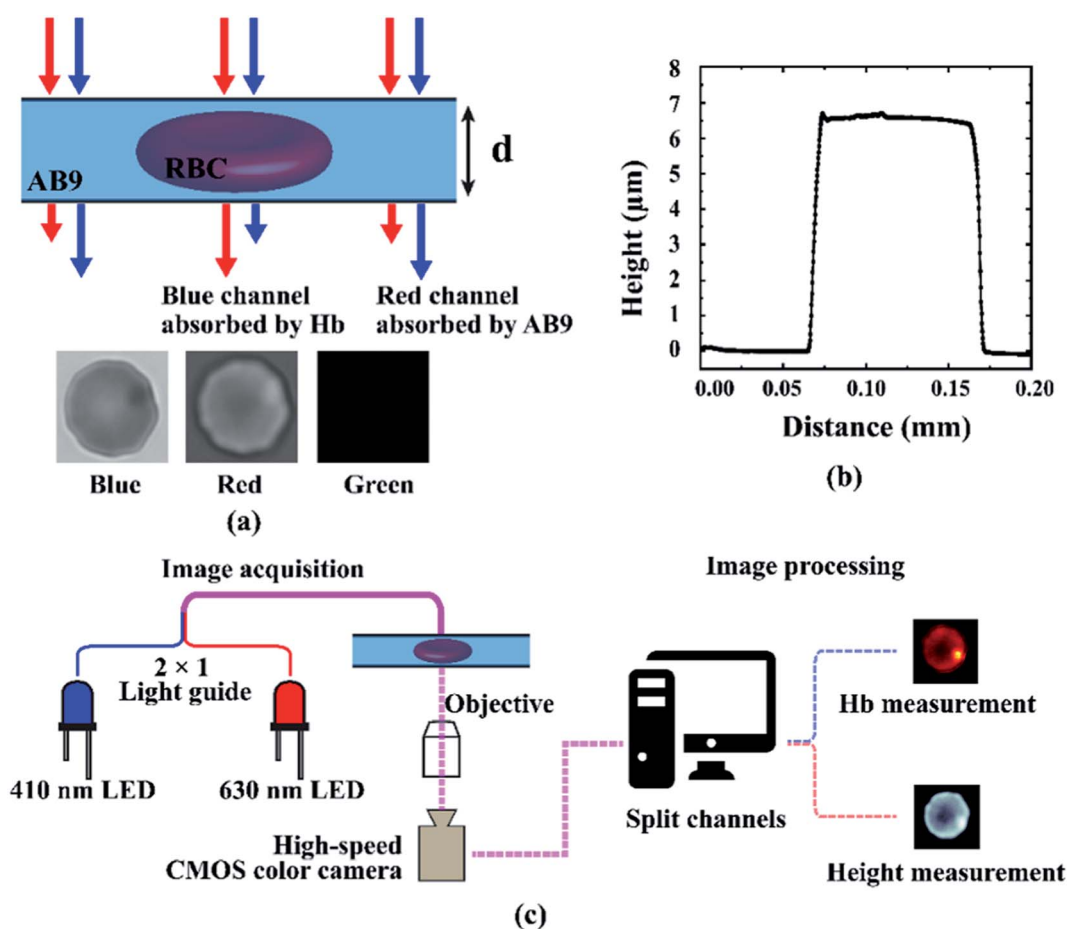 RBC
AB9
d
Blue channel
absorbed by Hb
Red channel
absorbed by AB9
Blue
Red
Green
(a)
8
7
6
5
4
3
2
1
0
Height (μm)
0.00
0.05
0.10
0.15
0.20
Distance (mm)
(b)
Image acquisition
Image processing
2 × 1
Light guide
410 nm LED
630 nm LED
Objective
High-speed
CMOS color camera
Split channels
Hb measurement
Height measurement
(c)